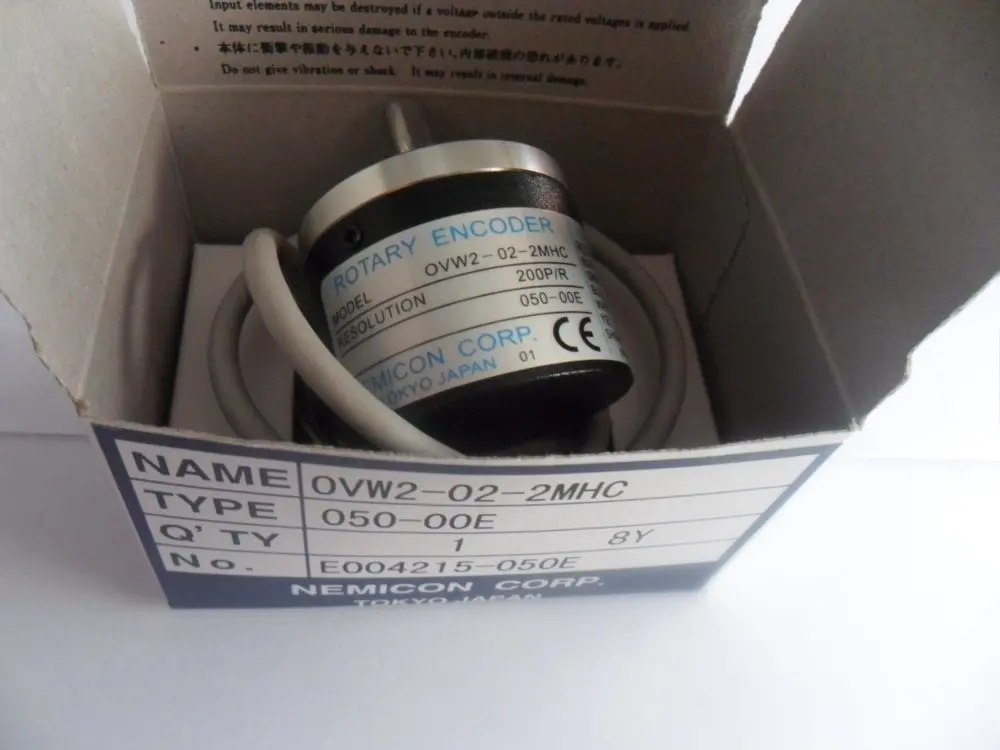 Input elements may be destroyed if a voltage outside the rated voltages is applied.
It may result in serious damage to the encoder.
・本体に衝撃や振動を与えないで下さい。内部破損の恐れがあります。
Do not give vibration or shock. It may result in internal damage.
ROTARY ENCODER
MODEL OVW2-02-2MHC
RESOLUTION 200P/R
050-00E
NEMICON CORP.
TOKYO JAPAN 01 CE
NAME OVW2-02-2MHC
TYPE 050-00E
Q'TY 1 8Y
No. E004215-050E
NEMICON CORP.
TOKYO JAPAN